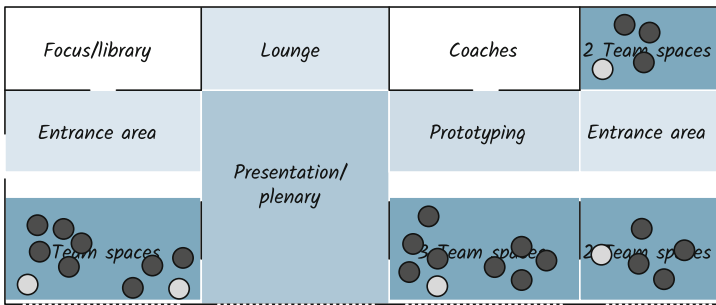 Focus/library
Lounge
Coaches
2 Team spaces
Entrance area
Prototyping
Entrance area
Presentation/
plenary
Team spaces
3 Team spaces
2 Team spaces